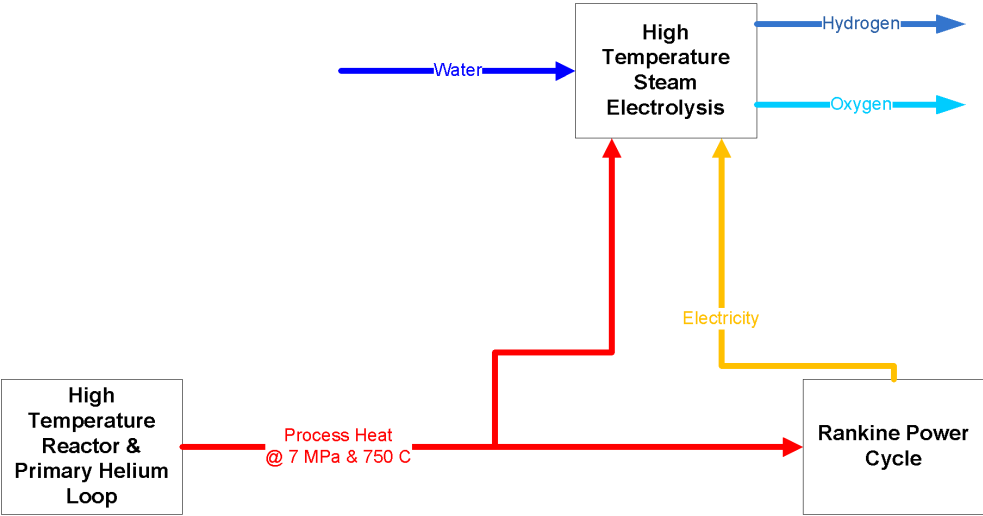 High
Temperature
Steam
Electrolysis
Hydrogen
Water
Oxygen
Electricity
High
Temperature
Reactor &
Primary Helium
Loop
Process Heat
@ 7 MPa & 750 C
Rankine Power
Cycle